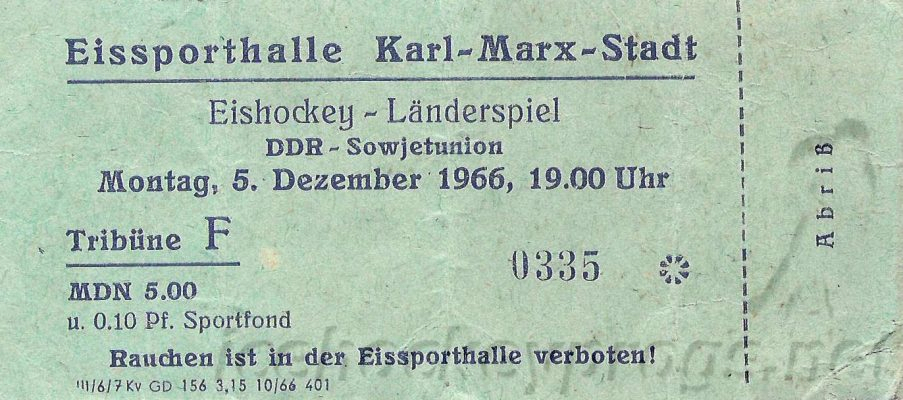 Eissporthalle Karl-Marx-Stadt
Eishockey - Länderspiel
DDR - Sowjetunion
Montag, 5. Dezember 1966, 19.00 Uhr
Tribüne F
0335
MDN 5.00
u. 0.10 Pf. Sportfond
Rauchen ist in der Eissporthalle verboten!
III/6/7 Kv GD 156 3,15 10/66 401
Abriß